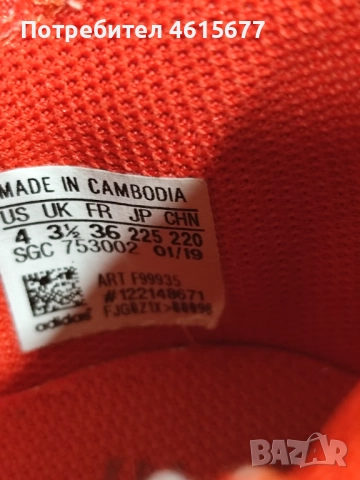 Потребител 4615677
MADE IN CAMBODIA
US UK FR JP CHN
4 3½ 36 225 220
SGC 753002 01/19
ART F99935
#122148671
adidas
BAZAR